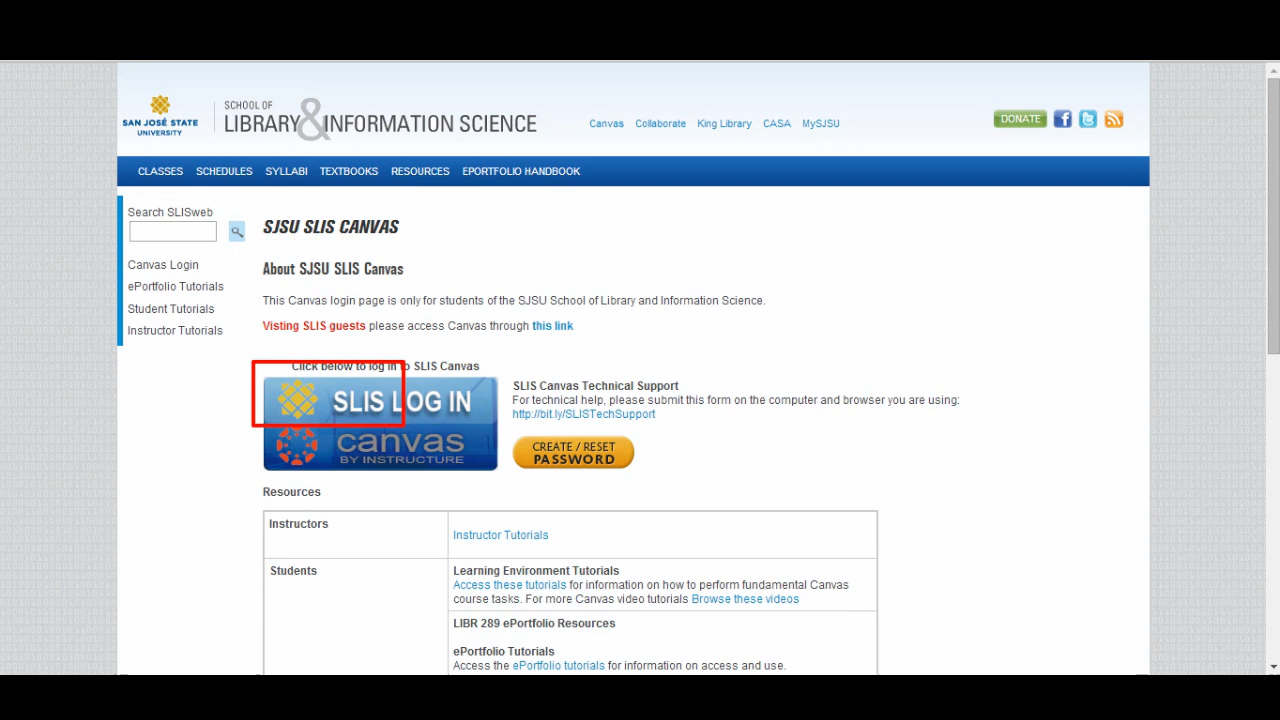 SAN JOSÉ STATE
UNIVERSITY
SCHOOL OF
LIBRARY & INFORMATION SCIENCE
Canvas Collaborate King Library CASA MySJSU
DONATE
CLASSES SCHEDULES SYLLABI TEXTBOOKS RESOURCES EPORTFOLIO HANDBOOK
Search SLISweb
Canvas Login
ePortfolio Tutorials
Student Tutorials
Instructor Tutorials
SJSU SLIS CANVAS
About SJSU SLIS Canvas
This Canvas login page is only for students of the SJSU School of Library and Information Science.
Visting SLIS guests please access Canvas through this link
Click below to log in to SLIS Canvas
SLIS LOG IN
canvas
BY INSTRUCTURE
SLIS Canvas Technical Support
For technical help, please submit this form on the computer and browser you are using:
http://bit.ly/SLISTechSupport
CREATE / RESET
PASSWORD
Resources
Instructors
Instructor Tutorials
Students
Learning Environment Tutorials
Access these tutorials for information on how to perform fundamental Canvas
course tasks. For more Canvas video tutorials Browse these videos
LIBR 289 ePortfolio Resources
ePortfolio Tutorials
Access the ePortfolio tutorials for information on access and use.